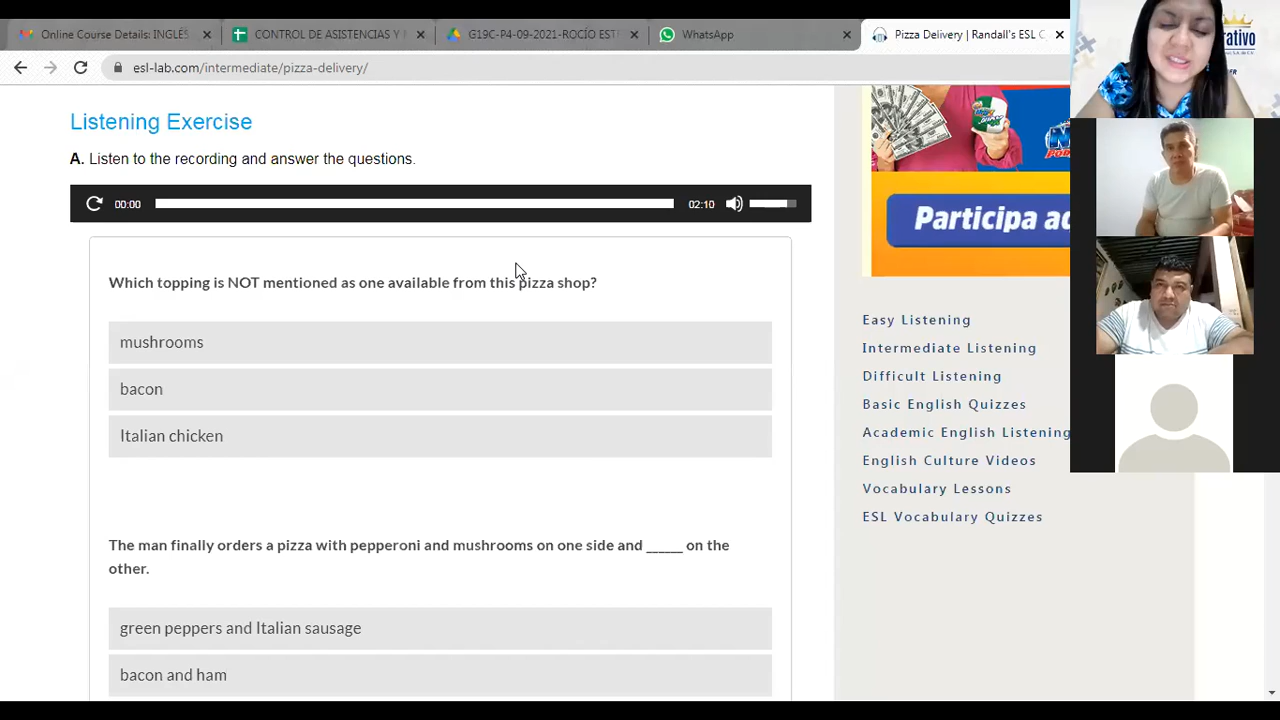 Online Course Details: INGLÉS
CONTROL DE ASISTENCIAS Y
G19C-P4-09-2021-ROCÍO EST
WhatsApp
Pizza Delivery | Randall's ESL C
esl-lab.com/intermediate/pizza-delivery/
Listening Exercise
A. Listen to the recording and answer the questions.
00:00
02:10
Which topping is NOT mentioned as one available from this pizza shop?
mushrooms
bacon
Italian chicken
The man finally orders a pizza with pepperoni and mushrooms on one side and ______ on the
other.
green peppers and Italian sausage
bacon and ham
Participa ad
Easy Listening
Intermediate Listening
Difficult Listening
Basic English Quizzes
Academic English Listening
English Culture Videos
Vocabulary Lessons
ESL Vocabulary Quizzes